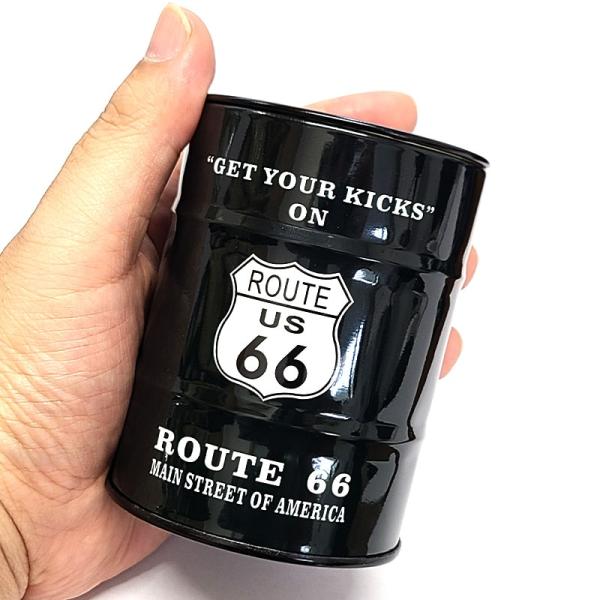 "GET YOUR KICKS"
ON
ROUTE
US
66
ROUTE 66
MAIN STREET OF AMERICA